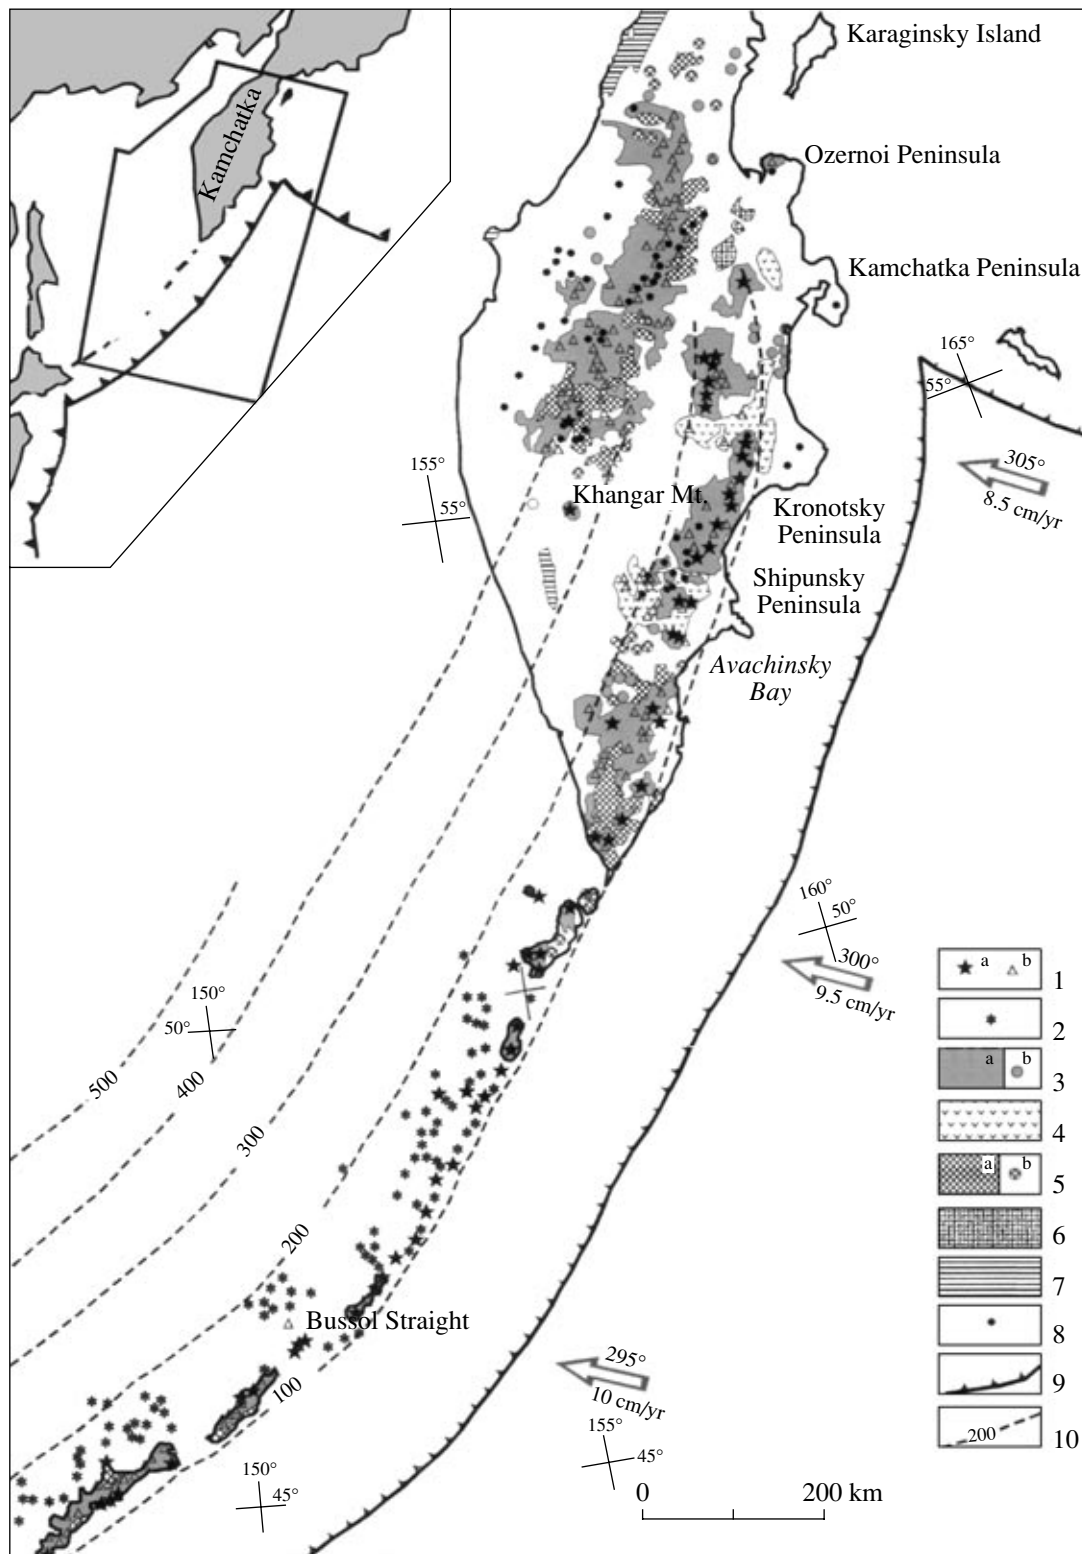 Kamchatka
Karaginsky Island
Ozernoi Peninsula
Kamchatka Peninsula
165°
55°
305°
8.5 cm/yr
155°
55°
Khangar Mt.
Kronotsky
Peninsula
Shipunsky
Peninsula
Avachinsky
Bay
160°
50°
300°
9.5 cm/yr
150°
50°
500
400
300
200
100
Bussol Straight
295°
10 cm/yr
155°
45°
150°
45°
0 200 km
a b 1
2
a b 3
4
a b 5
6
7
8
9
200 10